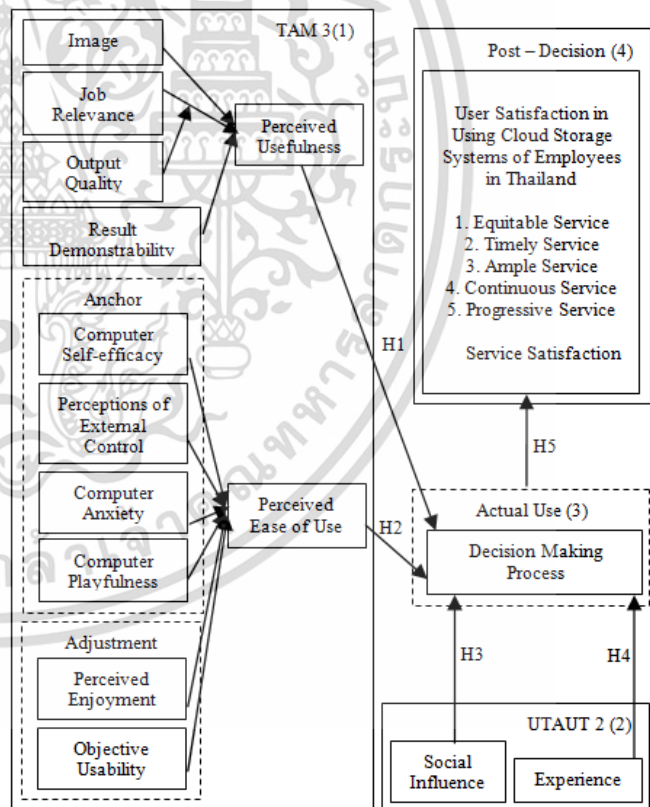 TAM 3(1)
Image
Job
Relevance
Output
Quality
Result
Demonstrability
Perceived
Usefulness
Anchor
Computer
Self-efficacy
Perceptions of
External
Control
Computer
Anxiety
Computer
Playfulness
Perceived
Ease of Use
Adjustment
Perceived
Enjoyment
Objective
Usability
H1
H2
Post – Decision (4)
User Satisfaction in
Using Cloud Storage
Systems of Employees
in Thailand
1. Equitable Service
2. Timely Service
3. Ample Service
4. Continuous Service
5. Progressive Service
Service Satisfaction
H5
Actual Use (3)
Decision Making
Process
H3
H4
UTAUT 2 (2)
Social
Influence
Experience